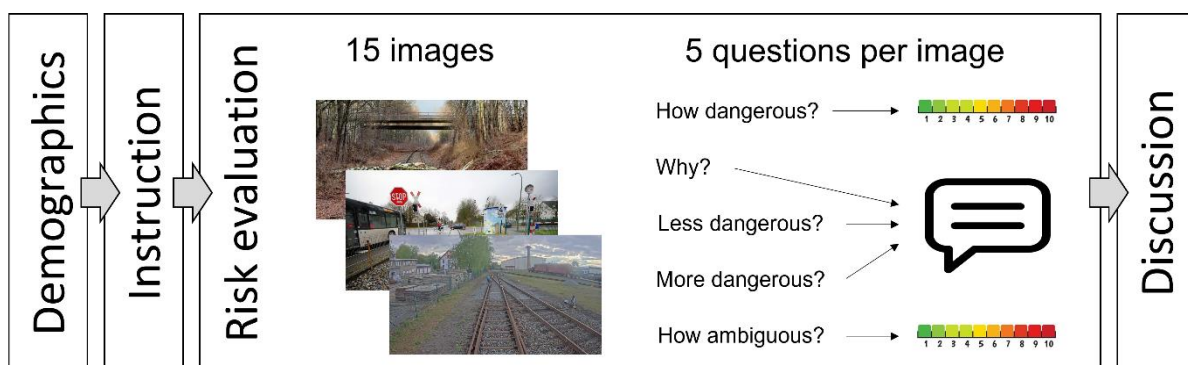 Demographics
Instruction
Risk evaluation
15 images
STOP
5 questions per image
How dangerous?
1 2 3 4 5 6 7 8 9 10
Why?
Less dangerous?
More dangerous?
How ambiguous?
1 2 3 4 5 6 7 8 9 10
Discussion